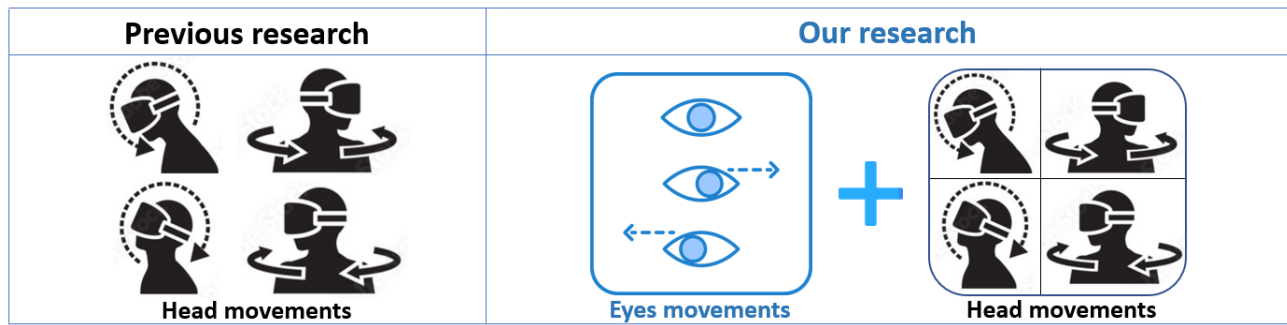 Previous research
Our research
Head movements
Eyes movements
Head movements